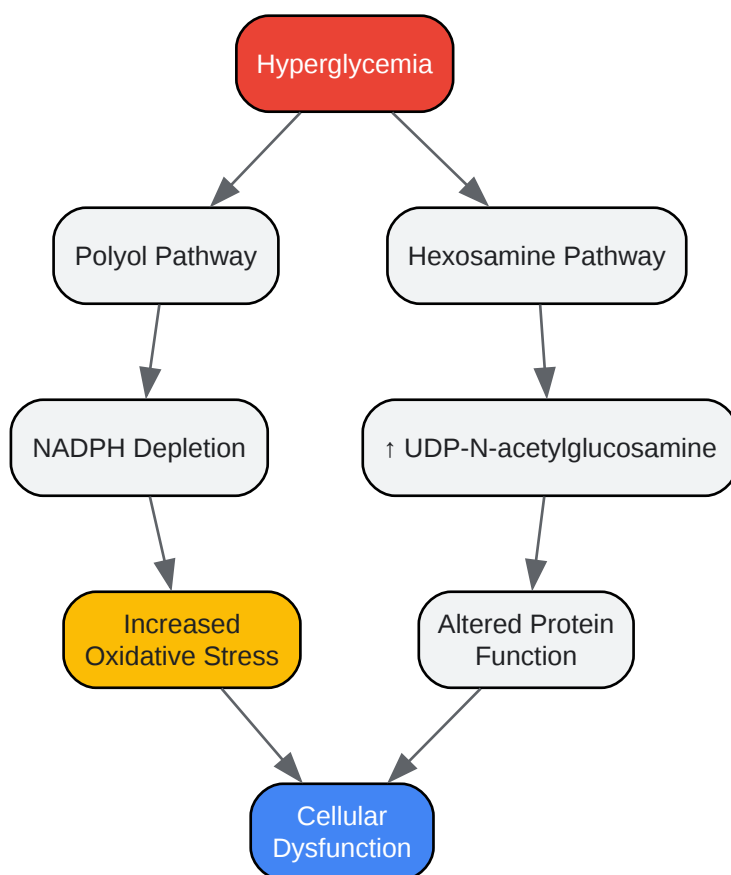 Hyperglycemia
Polyol Pathway
Hexosamine Pathway
NADPH Depletion
↑ UDP-N-acetylglucosamine
Increased
Oxidative Stress
Altered Protein
Function
Cellular
Dysfunction